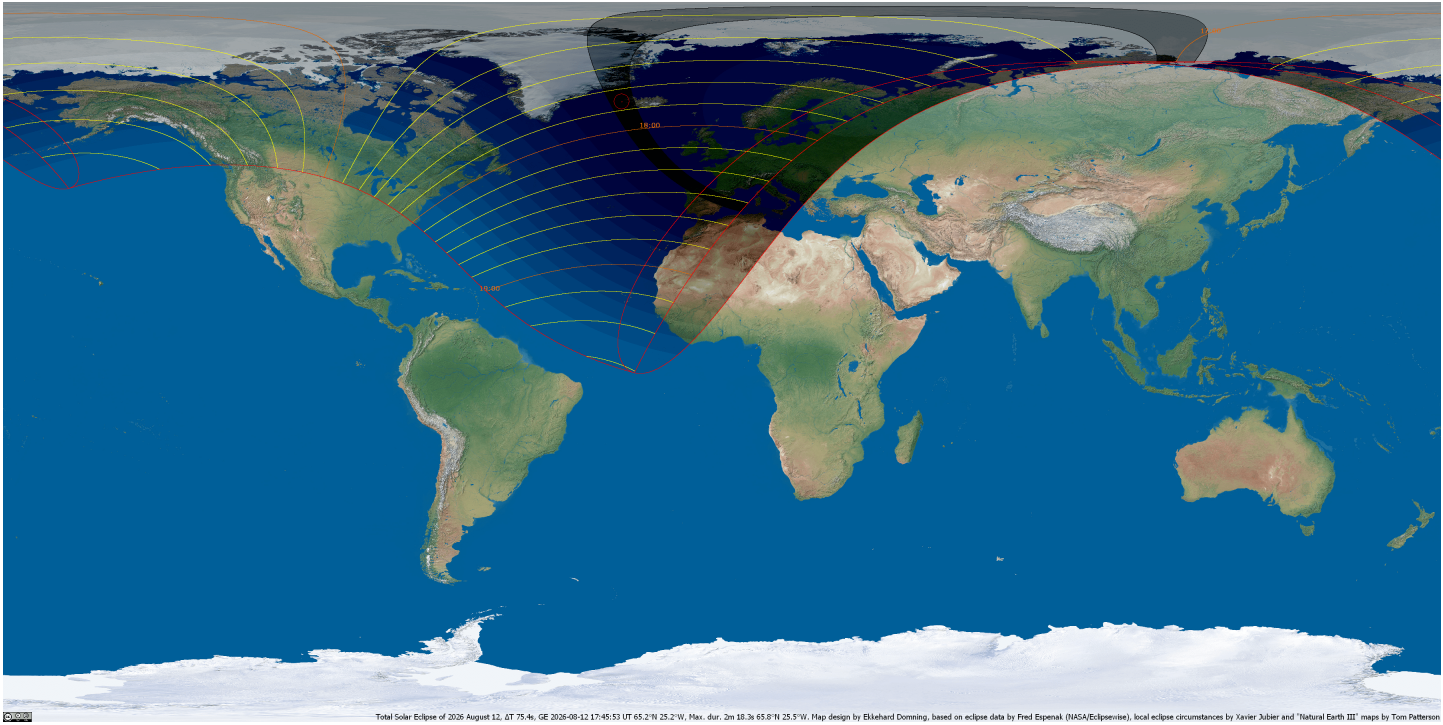 18:00
19:00
Total Solar Eclipse of 2026 August 12, ΔT 75.4s, GE 2026-08-12 17:45:53 UT 65.2°N 25.2°W, Max. dur. 2m 18.3s 65.8°N 25.5°W. Map design by Ekkehard Domning, based on eclipse data by Fred Espenak (NASA/Eclipsewise), local eclipse circumstances by Xavier Jubier and "Natural Earth III" maps by Tom Patterson